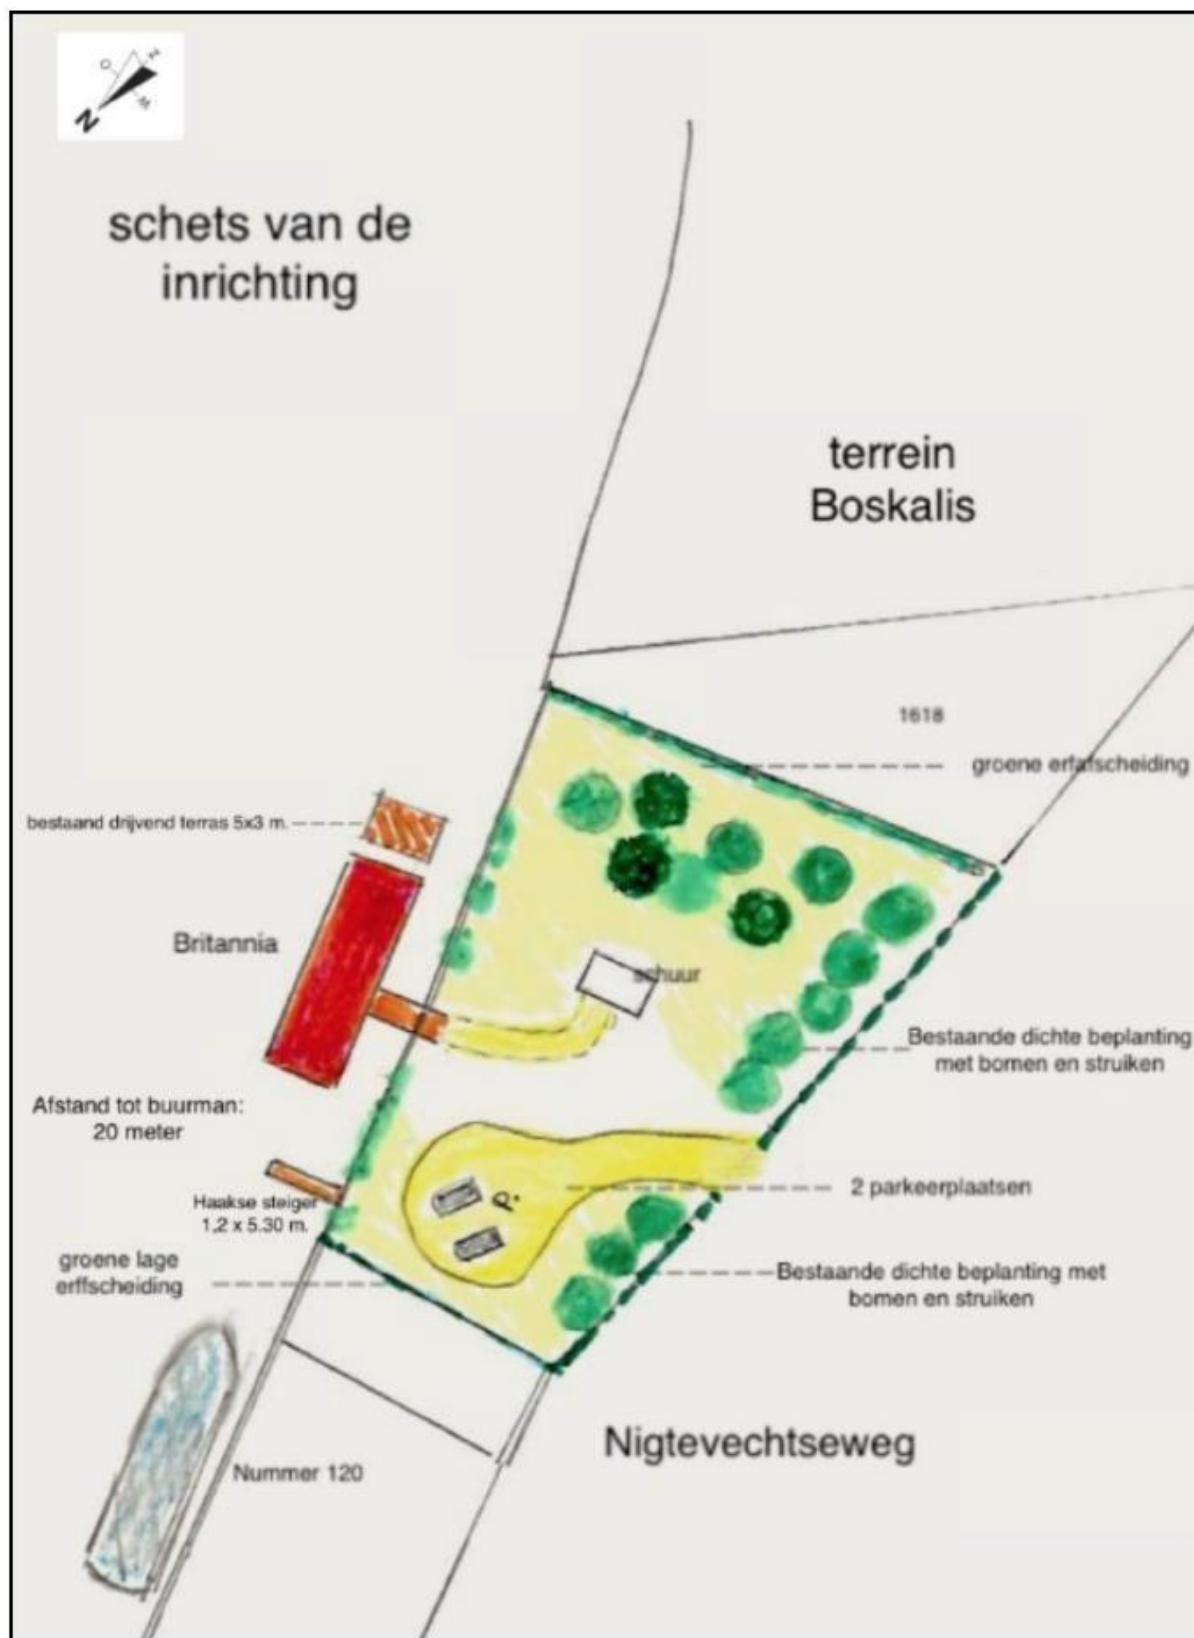 N
O
Z
W
schets van de
inrichting
terrein
Boskalis
1618
groene erfafscheiding
bestaand drijvend terras 5x3 m.
Britannia
schuur
Bestaande dichte beplanting
met bomen en struiken
Afstand tot buurman:
20 meter
2 parkeerplaatsen
P.
Haakse steiger
1,2 x 5.30 m.
groene lage
erffscheiding
Bestaande dichte beplanting met
bomen en struiken
Nigtevechtseweg
Nummer 120